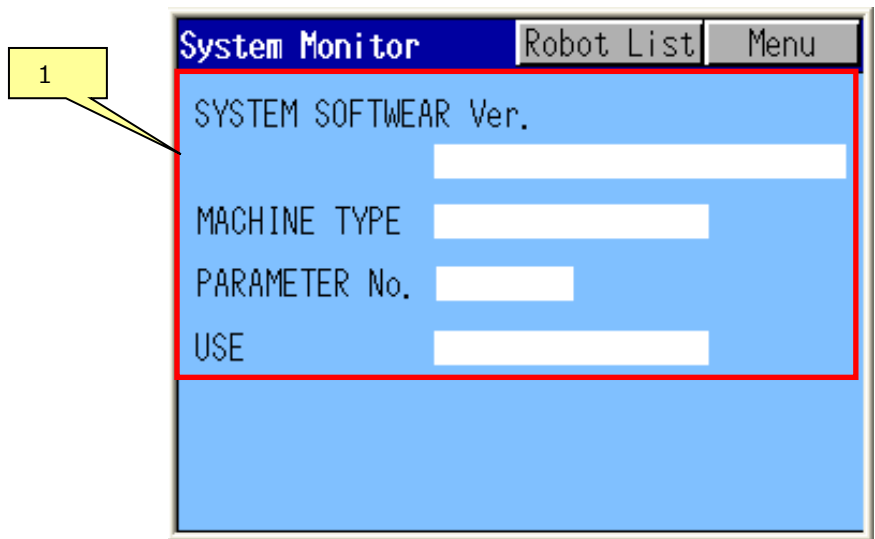 System Monitor Robot List Menu
1
SYSTEM SOFTWEAR Ver.
MACHINE TYPE
PARAMETER No.
USE